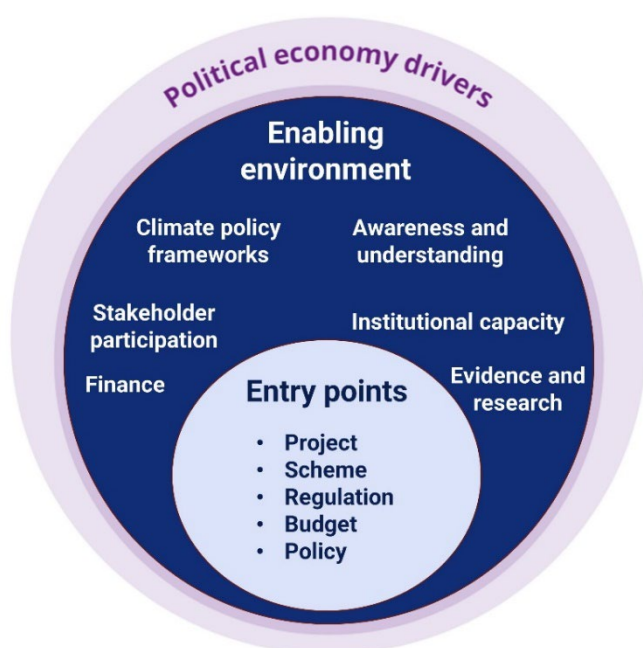 Political economy drivers
Enabling
environment
Climate policy
frameworks
Awareness and
understanding
Stakeholder
participation
Institutional capacity
Finance
Evidence and
research
Entry points
• Project
• Scheme
• Regulation
• Budget
• Policy